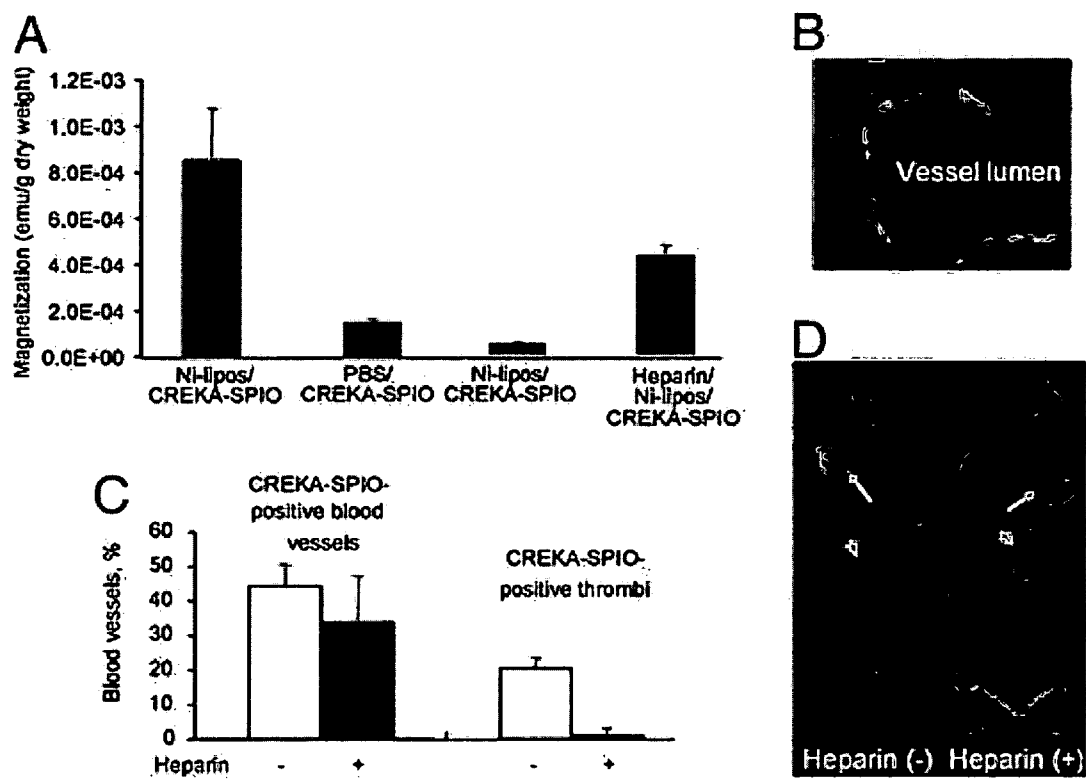 A
Magnetization (emu/g dry weight)
1.2E-03
1.0E-03
8.0E-04
6.0E-04
4.0E-04
2.0E-04
0.0E+00
Ni-lipos/
CREKA-SPIO
PBS/
CREKA-SPIO
Ni-lipos/
CREKA-SPIO
Heparin/
Ni-lipos/
CREKA-SPIO
B
Vessel lumen
C
CREKA-SPIO-
positive blood
vessels
CREKA-SPIO-
positive thrombi
Blood vessels, %
60
50
40
30
20
10
0
Heparin - + - +
D
Heparin (-) Heparin (+)